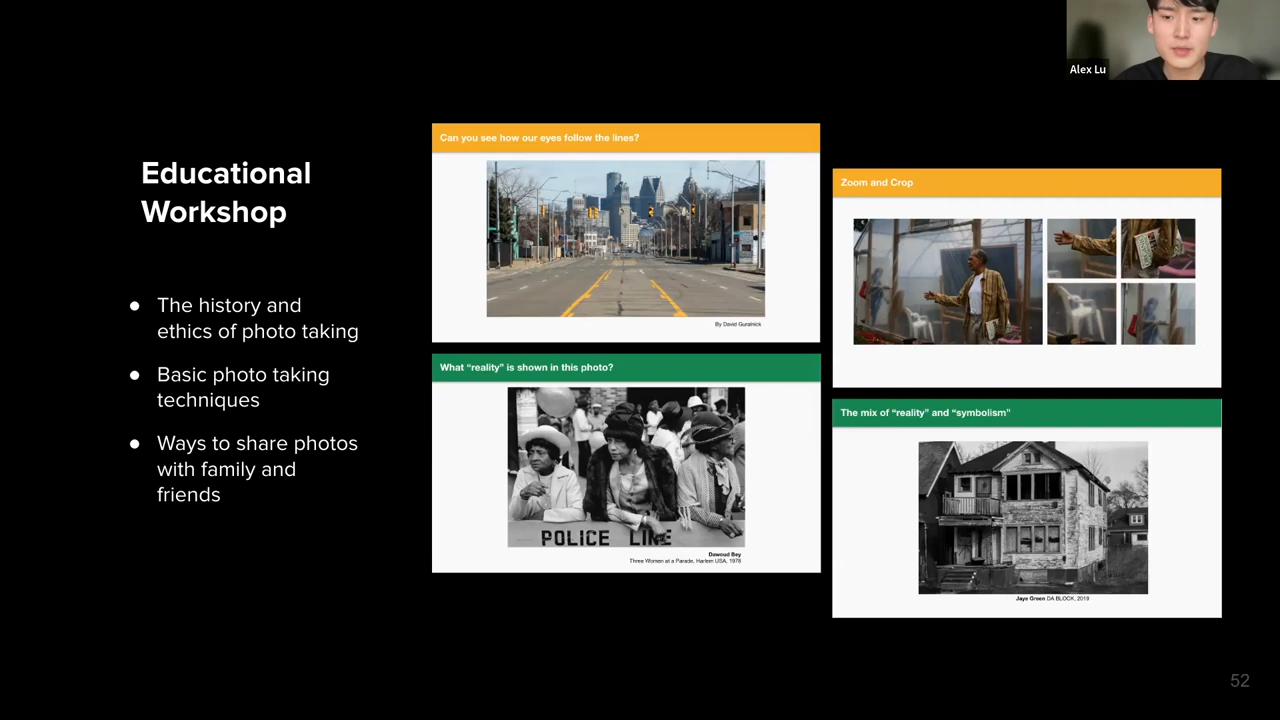 Alex Lu
Educational
Workshop
● The history and
ethics of photo taking
● Basic photo taking
techniques
● Ways to share photos
with family and
friends
Can you see how our eyes follow the lines?
By David Guralnick
What “reality” is shown in this photo?
POLICE LINE
Dawoud Bey
Three Women at a Parade, Harlem USA, 1978
Zoom and Crop
The mix of “reality” and “symbolism”
Jaye Green DA BLOCK, 2019
52